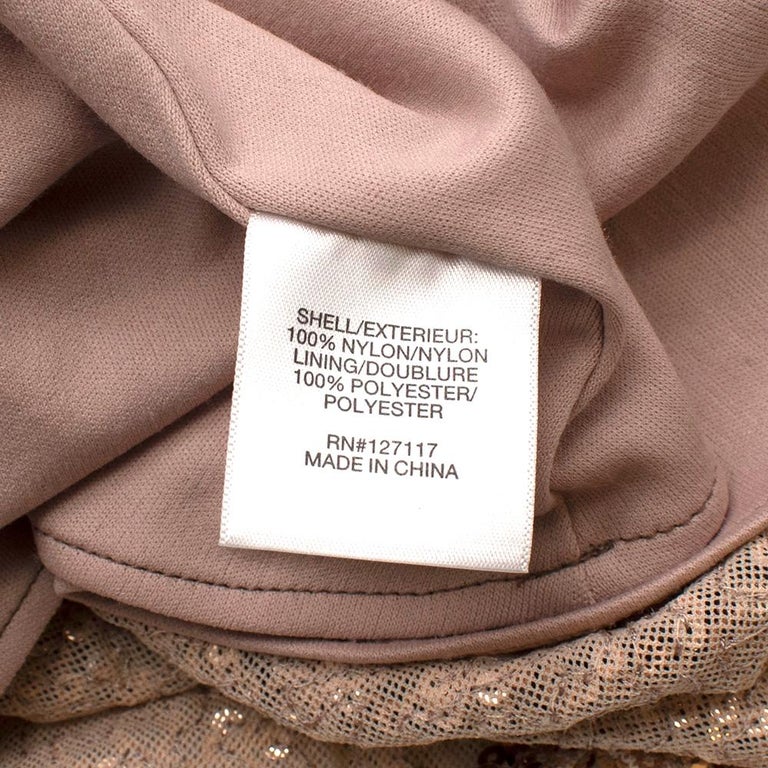 SHELL/EXTERIEUR:
100% NYLON/NYLON
LINING/DOUBLURE
100% POLYESTER/
POLYESTER
RN#127117
MADE IN CHINA